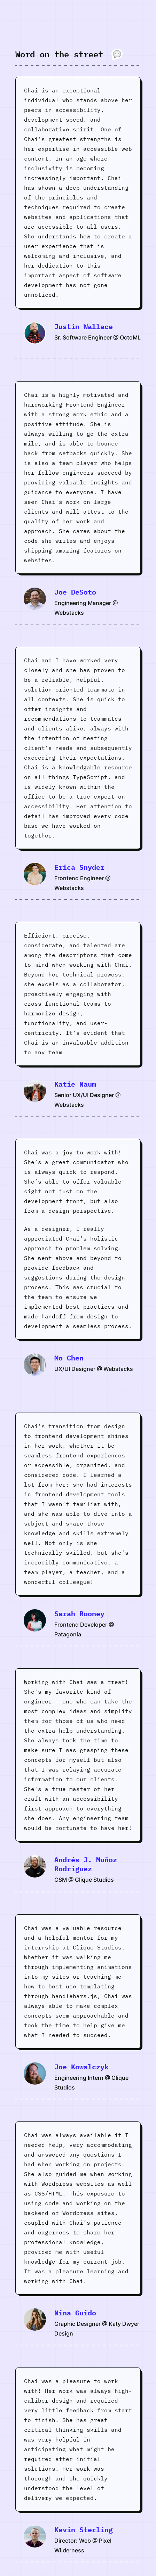 Word on the street 💬
Chai is an exceptional
individual who stands above her
peers in accessibility,
development speed, and
collaborative spirit. One of
Chai's greatest strengths is
her expertise in accessible web
content. In an age where
inclusivity is becoming
increasingly important, Chai
has shown a deep understanding
of the principles and
techniques required to create
websites and applications that
are accessible to all users.
She understands how to create a
user experience that is
welcoming and inclusive, and
her dedication to this
important aspect of software
development has not gone
unnoticed.
Justin Wallace
Sr. Software Engineer @ OctoML
Chai is a highly motivated and
hardworking Frontend Engineer
with a strong work ethic and a
positive attitude. She is
always willing to go the extra
mile, and is able to bounce
back from setbacks quickly. She
is also a team player who helps
her fellow engineers succeed by
providing valuable insights and
guidance to everyone. I have
seen Chai's work on large
clients and will attest to the
quality of her work and
approach. She cares about the
code she writes and enjoys
shipping amazing features on
websites.
Joe DeSoto
Engineering Manager @
Webstacks
Chai and I have worked very
closely and she has proven to
be a reliable, helpful,
solution oriented teammate in
all contexts. She is quick to
offer insights and
recommendations to teammates
and clients alike, always with
the intention of meeting
client's needs and frequently
exceeding their expectations.
Chai is a knowledgable resource
on all things TypeScript, and
is widely known within the
office to be a true expert on
accessibility. Her attention to
detail has improved every code
base we have worked on
together.
Erica Snyder
Frontend Engineer @
Webstacks
Efficient, precise,
considerate, and talented are
among the descriptors that come
to mind when working with Chai.
Beyond her technical prowess,
she excels as a collaborator,
proactively engaging with
cross-functional teams to
harmonize design,
functionality, and user-
centricity. It's evident that
Chai is an invaluable addition
to any team.
Katie Naum
Senior UX/UI Designer @
Webstacks
Chai was a joy to work with!
She's a great communicator who
is always quick to respond.
She's able to offer valuable
sight not just on the
development front, but also
from a design perspective.
As a designer, I really
appreciated Chai's holistic
approach to problem solving.
She went above and beyond to
provide feedback and
suggestions during the design
process. This was crucial to
the team to ensure we
implemented best practices and
made handoff from design to
development a seamless process.
Mo Chen
UX/UI Designer @ Webstacks
Chai's transition from design
to frontend development shines
in her work, whether it be
seamless frontend experiences
or accessible, organized, and
considered code. I learned a
lot from her; she had interests
in frontend development tools
that I wasn't familiar with,
and she was able to dive into a
subject and share those
knowledge and skills extremely
well. Not only is she
technically skilled, but she's
incredibly communicative, a
team player, a teacher, and a
wonderful colleague!
Sarah Rooney
Frontend Developer @
Patagonia
Working with Chai was a treat!
She's my favorite kind of
engineer - one who can take the
most complex ideas and simplify
them for those of us who need
the extra help understanding.
She always took the time to
make sure I was grasping these
concepts for myself but also
that I was relaying accurate
information to our clients.
She's a true master of her
craft with an accessibility-
first approach to everything
she does. Any engineering team
would be fortunate to have her!
Andrés J. Muñoz
Rodriguez
CSM @ Clique Studios
Chai was a valuable resource
and a helpful mentor for my
internship at Clique Studios.
Whether it was walking me
through implementing animations
into my sites or teaching me
how to best use templating
through handlebars.js, Chai was
always able to make complex
concepts seem approachable and
took the time to help give me
what I needed to succeed.
Joe Kowalczyk
Engineering Intern @ Clique
Studios
Chai was always available if I
needed help, very accommodating
and answered any questions I
had when working on projects.
She also guided me when working
with Wordpress websites as well
as CSS/HTML. This exposure to
using code and working on the
backend of Wordpress sites,
coupled with Chai's patience
and eagerness to share her
professional knowledge,
provided me with useful
knowledge for my current job.
It was a pleasure learning and
working with Chai.
Nina Guido
Graphic Designer @ Katy Dwyer
Design
Chai was a pleasure to work
with! Her work was always high-
caliber design and required
very little feedback from start
to finish. She has great
critical thinking skills and
was very helpful in
anticipating what might be
required after initial
solutions. Her work was
thorough and she quickly
understood the level of
delivery we expected.
Kevin Sterling
Director: Web @ Pixel
Wilderness